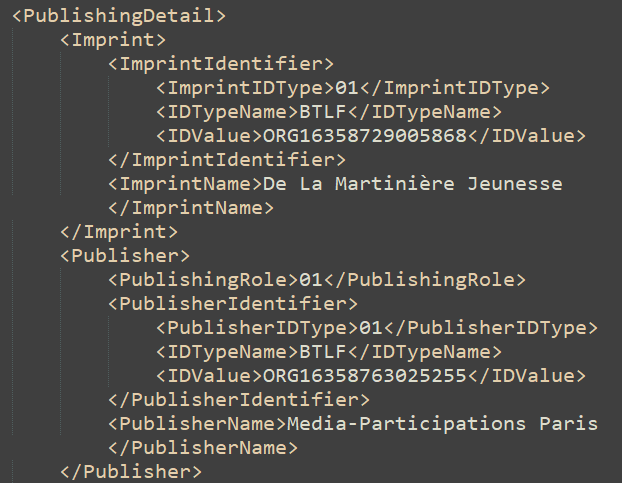 <PublishingDetail>
<Imprint>
<ImprintIdentifier>
<ImprintIDType>01</ImprintIDType>
<IDTypeName>BTLF</IDTypeName>
<IDValue>ORG16358729005868</IDValue>
</ImprintIdentifier>
<ImprintName>De La Martinière Jeunesse
</ImprintName>
</Imprint>
<Publisher>
<PublishingRole>01</PublishingRole>
<PublisherIdentifier>
<PublisherIDType>01</PublisherIDType>
<IDTypeName>BTLF</IDTypeName>
<IDValue>ORG16358763025255</IDValue>
</PublisherIdentifier>
<PublisherName>Media-Participations Paris
</PublisherName>
</Publisher>